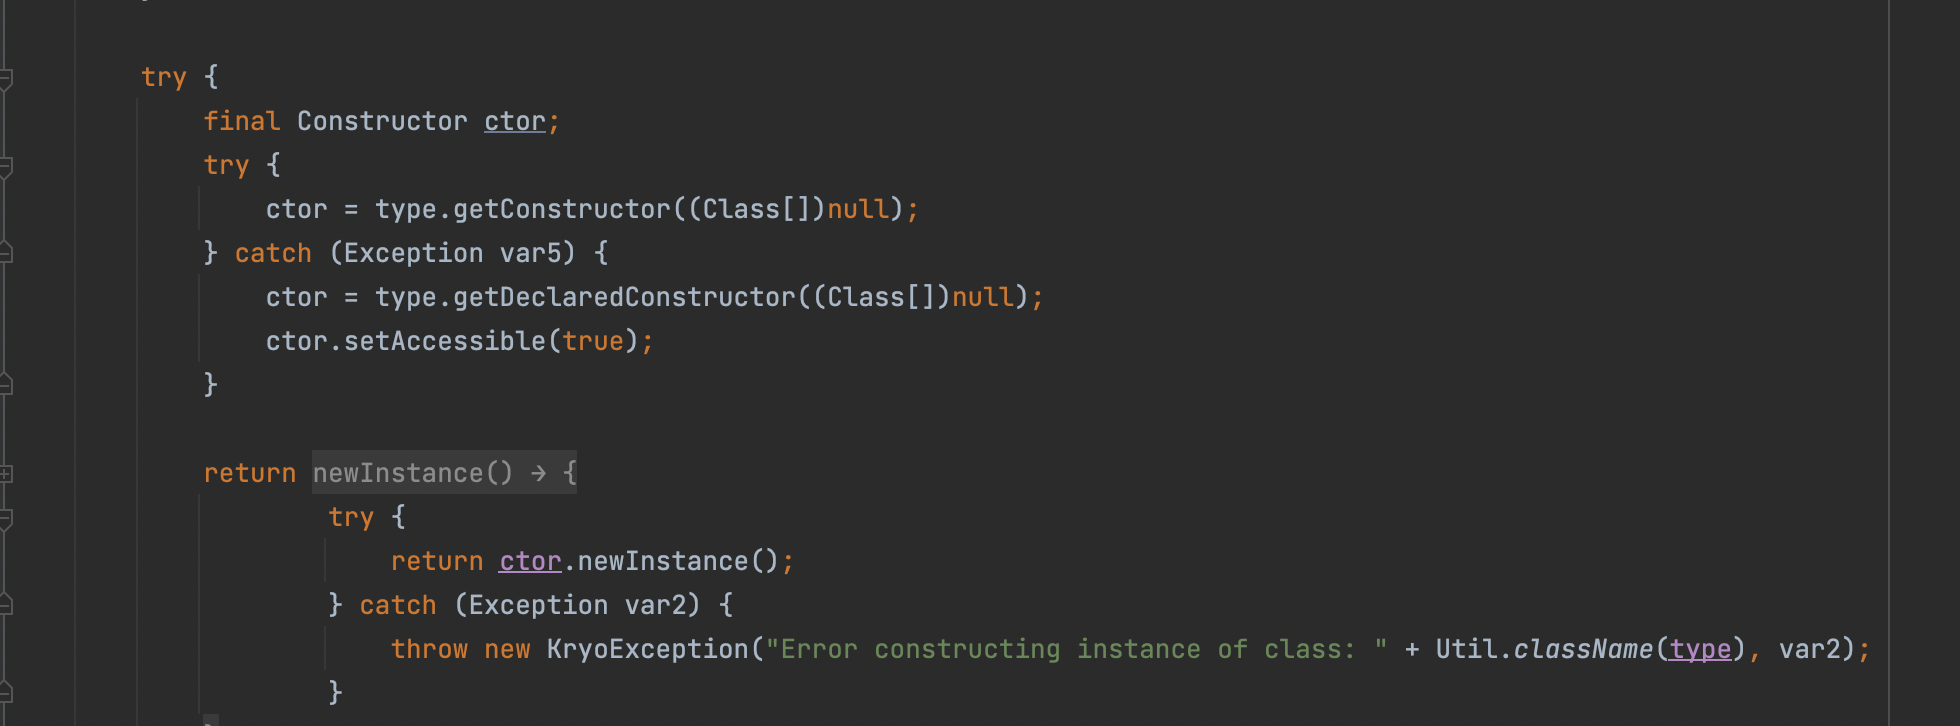 try {
final Constructor ctor;
try {
ctor = type.getConstructor((Class[])null);
} catch (Exception var5) {
ctor = type.getDeclaredConstructor((Class[])null);
ctor.setAccessible(true);
}
return newInstance() → {
try {
return ctor.newInstance();
} catch (Exception var2) {
throw new KryoException("Error constructing instance of class: " + Util.className(type), var2);
}